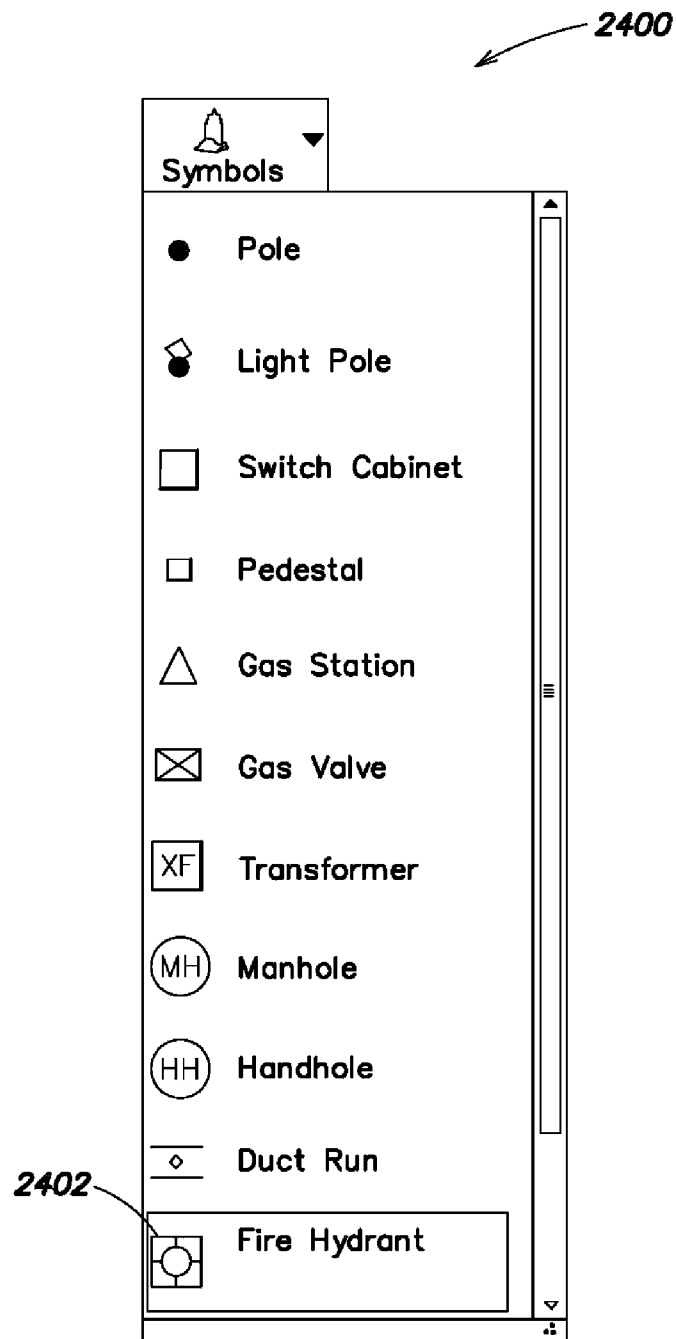 2400
Symbols
Pole
Light Pole
Switch Cabinet
Pedestal
Gas Station
Gas Valve
XF Transformer
MH Manhole
HH Handhole
Duct Run
2402
Fire Hydrant